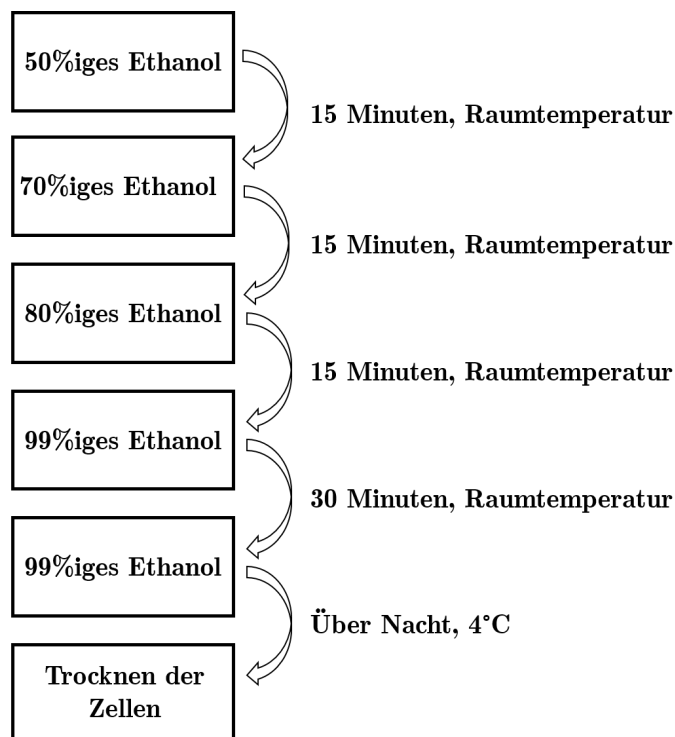 50%iges Ethanol
15 Minuten, Raumtemperatur
70%iges Ethanol
15 Minuten, Raumtemperatur
80%iges Ethanol
15 Minuten, Raumtemperatur
99%iges Ethanol
30 Minuten, Raumtemperatur
99%iges Ethanol
Über Nacht, 4°C
Trocknen der
Zellen